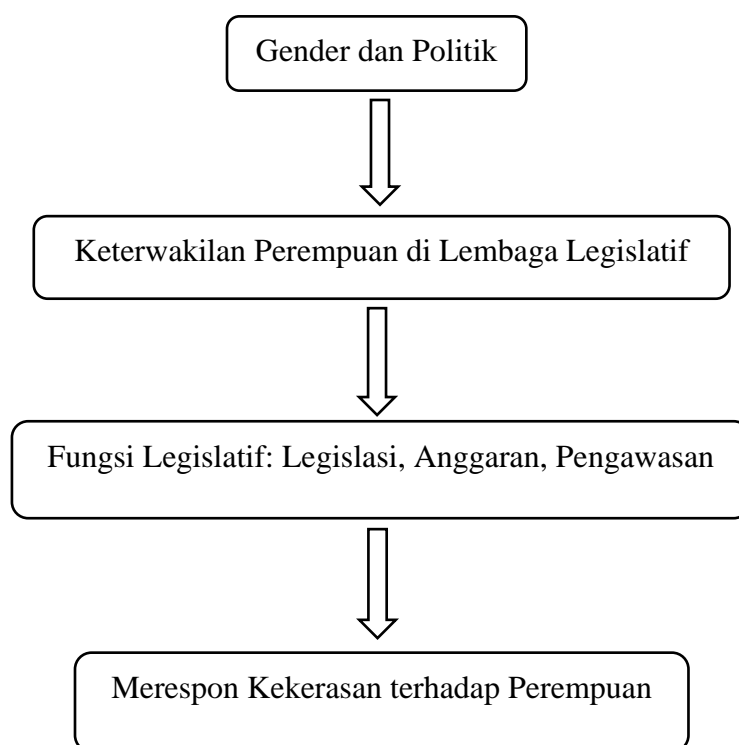 Gender dan Politik
Keterwakilan Perempuan di Lembaga Legislatif
Fungsi Legislatif: Legislasi, Anggaran, Pengawasan
Merespon Kekerasan terhadap Perempuan